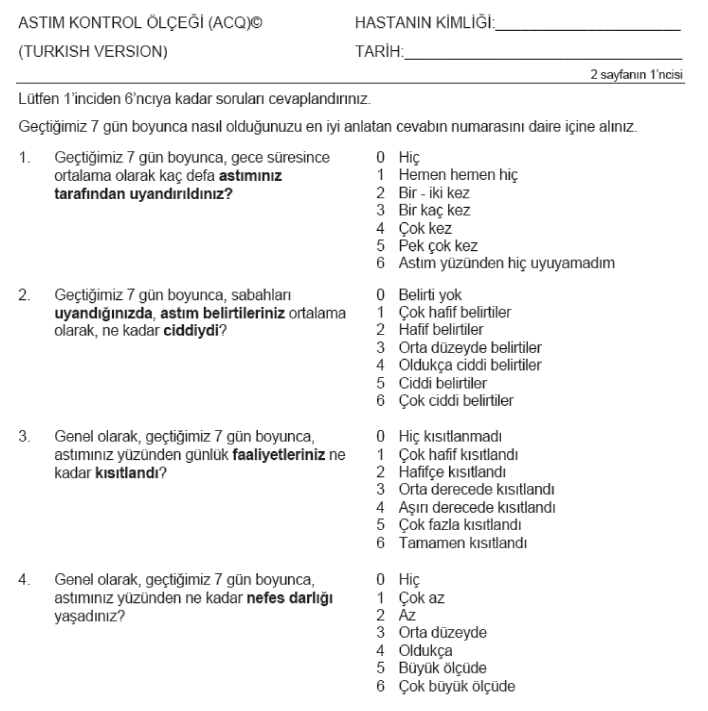 ASTIM KONTROL ÖLÇEĞİ (ACQ)© HASTANIN KİMLİĞİ:______________________
(TURKISH VERSION) TARİH:________________________________
2 sayfanın 1'ncisi
Lütfen 1'inciden 6'ncıya kadar soruları cevaplandırınız.
Geçtiğimiz 7 gün boyunca nasıl olduğunuzu en iyi anlatan cevabın numarasını daire içine alınız.
1. Geçtiğimiz 7 gün boyunca, gece süresince
ortalama olarak kaç defa astımınız
tarafından uyandırıldınız?
0 Hiç
1 Hemen hemen hiç
2 Bir - iki kez
3 Bir kaç kez
4 Çok kez
5 Pek çok kez
6 Astım yüzünden hiç uyuyamadım
2. Geçtiğimiz 7 gün boyunca, sabahları
uyandığınızda, astım belirtileriniz ortalama
olarak, ne kadar ciddiydi?
0 Belirti yok
1 Çok hafif belirtiler
2 Hafif belirtiler
3 Orta düzeyde belirtiler
4 Oldukça ciddi belirtiler
5 Ciddi belirtiler
6 Çok ciddi belirtiler
3. Genel olarak, geçtiğimiz 7 gün boyunca,
astımınız yüzünden günlük faaliyetleriniz ne
kadar kısıtlandı?
0 Hiç kısıtlanmadı
1 Çok hafif kısıtlandı
2 Hafifçe kısıtlandı
3 Orta derecede kısıtlandı
4 Aşırı derecede kısıtlandı
5 Çok fazla kısıtlandı
6 Tamamen kısıtlandı
4. Genel olarak, geçtiğimiz 7 gün boyunca,
astımınız yüzünden ne kadar nefes darlığı
yaşadınız?
0 Hiç
1 Çok az
2 Az
3 Orta düzeyde
4 Oldukça
5 Büyük ölçüde
6 Çok büyük ölçüde